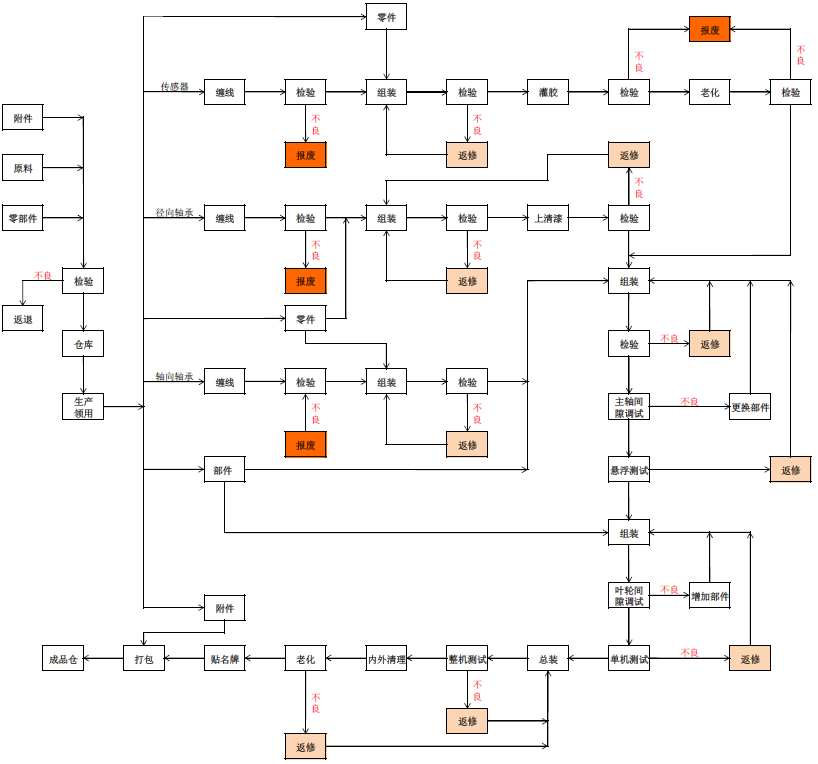 零件
报废
不
良
不
良
传感器
缠线
检验
组装
检验
灌胶
检验
老化
检验
附件
不
良
不
良
报废
返修
返修
原料
不
良
零部件
径向轴承
缠线
检验
组装
检验
上清漆
检验
不
良
不
良
不良
检验
报废
返修
组装
返退
零件
仓库
检验
不良
返修
轴向轴承
缠线
检验
组装
检验
生产
领用
不
良
不
良
主轴间
隙调试
不良
更换部件
报废
返修
部件
悬浮测试
返修
组装
叶轮间
隙调试
不良
增加部件
附件
成品仓
打包
贴名牌
老化
内外清理
整机测试
总装
单机测试
不良
返修
不
良
不
良
返修
返修